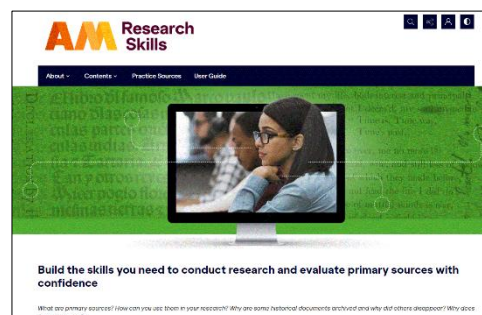 AM Research
Skills
About Contents Practice Sources User Guide
Build the skills you need to conduct research and evaluate primary sources with
confidence
What are primary sources? How can you use them in your research? Why are some historical documents archived and why did others disappear? Why does